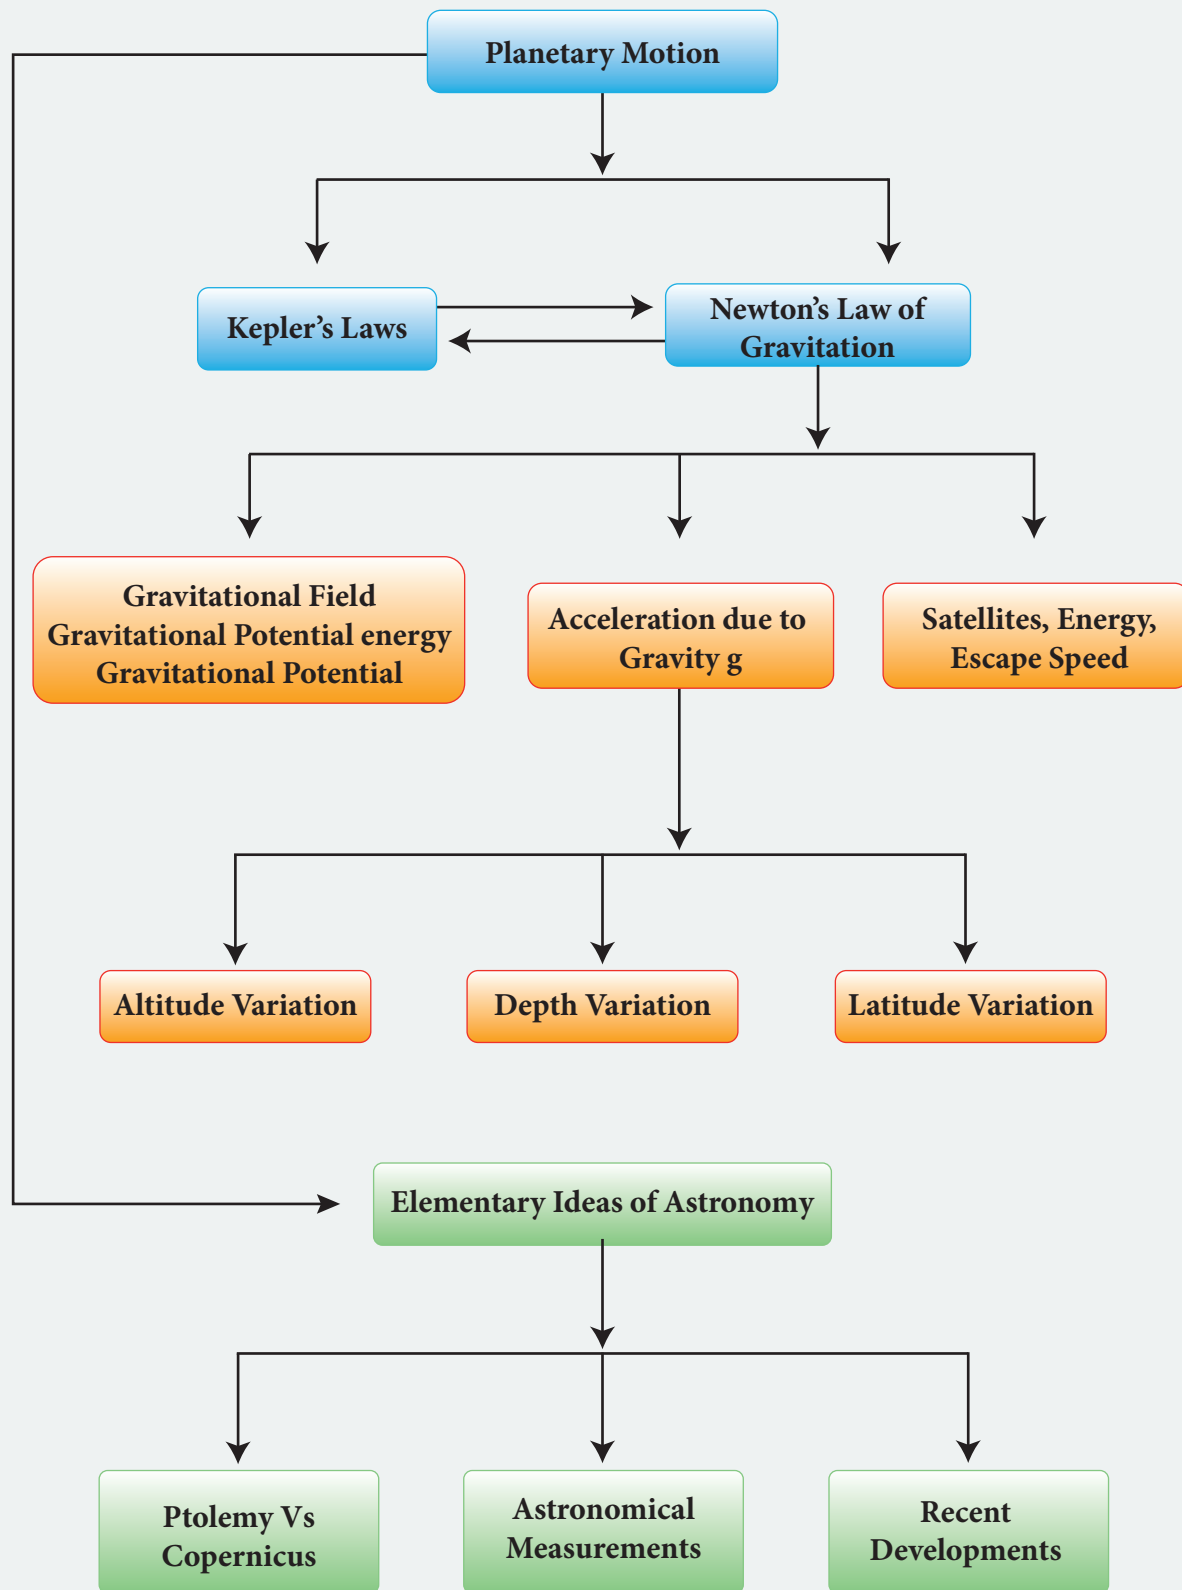 Planetary Motion
Kepler’s Laws
Newton’s Law of
Gravitation
Gravitational Field
Gravitational Potential energy
Gravitational Potential
Acceleration due to
Gravity g
Satellites, Energy,
Escape Speed
Altitude Variation
Depth Variation
Latitude Variation
Elementary Ideas of Astronomy
Ptolemy Vs
Copernicus
Astronomical
Measurements
Recent
Developments